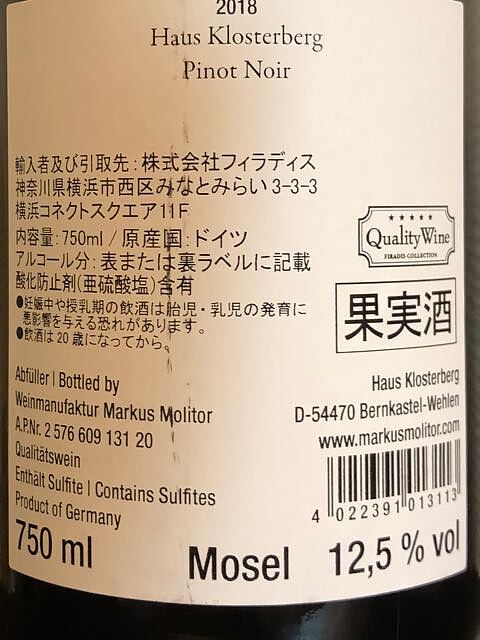 2018
Haus Klosterberg
Pinot Noir
輸入者及び引取先：株式会社フィラディス
神奈川県横浜市西区みなとみらい3-3-3
横浜コネクトスクエア11F
内容量：750ml / 原産国：ドイツ
アルコール分：表または裏ラベルに記載
酸化防止剤(亜硫酸塩)含有
●妊娠中や授乳期の飲酒は胎児・乳児の発育に
悪影響を与える恐れがあります。
●飲酒は20歳になってから。
QualityWine
FIRADIS COLLECTION
果実酒
Abfüller | Bottled by
Weinmanufaktur Markus Molitor
A.P.Nr. 2 576 609 131 20
Qualitätswein
Enthält Sulfite | Contains Sulfites
Product of Germany
Haus Klosterberg
D-54470 Bernkastel-Wehlen
www.markusmolitor.com
4 022391 013113
750 ml
Mosel
12,5 % vol